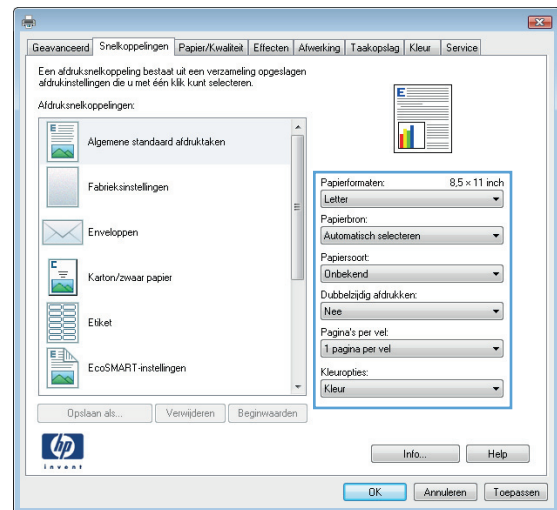 Geavanceerd Snelkoppelingen Papier/Kwaliteit Effecten Afwerking Taakopslag Kleur Service
Een afdruksnelkoppeling bestaat uit een verzameling opgeslagen
afdrukinstellingen die u met één klik kunt selecteren.
Afdruksnelkoppelingen:
E
E
Algemene standaard afdruktaken
Fabrieksinstellingen
Enveloppen
C
Karton/zwaar papier
Etiket
E
EcoSMART-instellingen
Papierformaten: 8,5 × 11 inch
Letter
Papierbron:
Automatisch selecteren
Papiersoort:
Onbekend
Dubbelzijdig afdrukken:
Nee
Pagina's per vel:
1 pagina per vel
Kleuropties:
Kleur
Opslaan als... Verwijderen Beginwaarden
hp
invent
Info... Help
OK Annuleren Toepassen